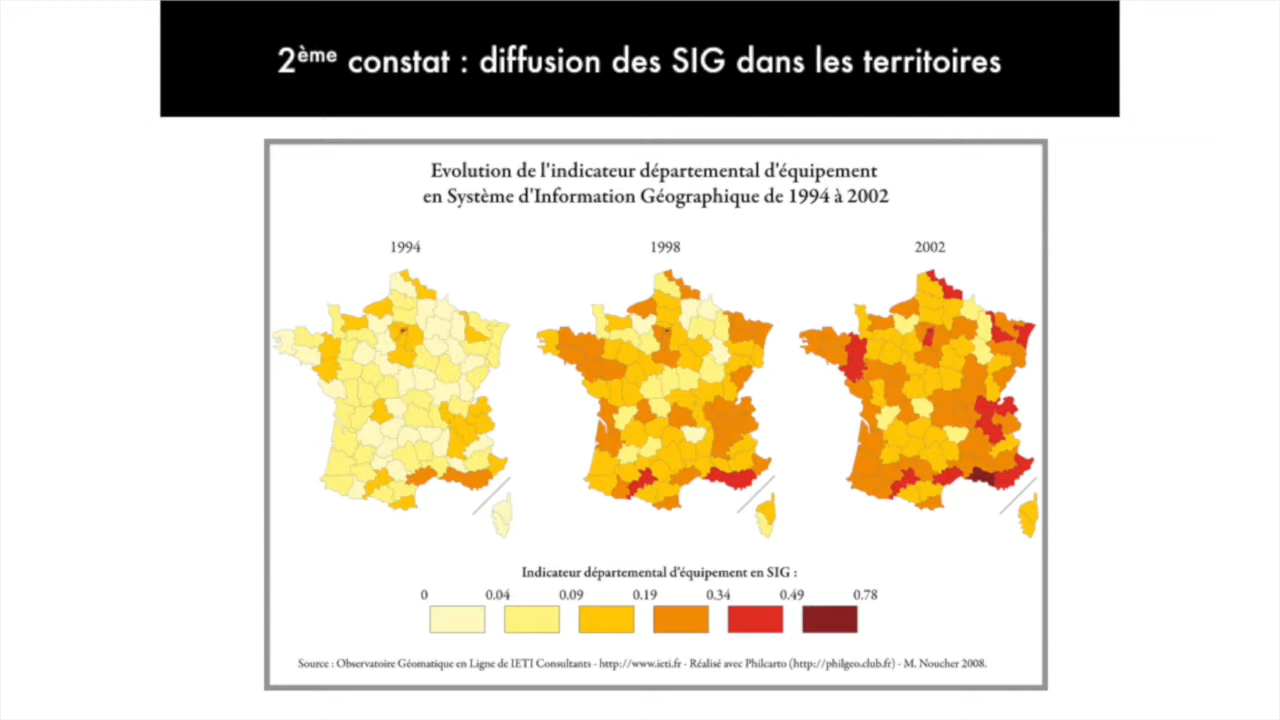 2ème constat : diffusion des SIG dans les territoires
Evolution de l'indicateur départemental d'équipement
en Système d'Information Géographique de 1994 à 2002
1994 1998 2002
Indicateur départemental d'équipement en SIG :
0 0.04 0.09 0.19 0.34 0.49 0.78
Source : Observatoire Géomatique en Ligne de IETI Consultants - http://www.ieti.fr - Réalisé avec Philcarto (http://philgeo.club.fr) - M. Noucher 2008.